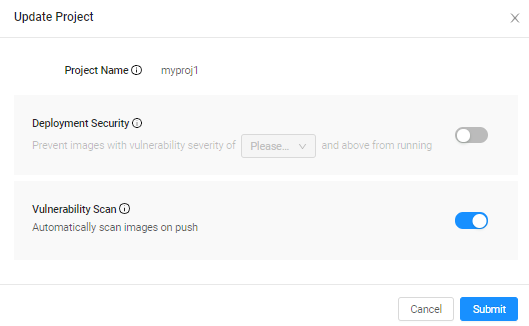 Update Project
Project Name
myproj1
Deployment Security
Prevent images with vulnerability severity of Please... and above from running
Vulnerability Scan
Automatically scan images on push
Cancel
Submit